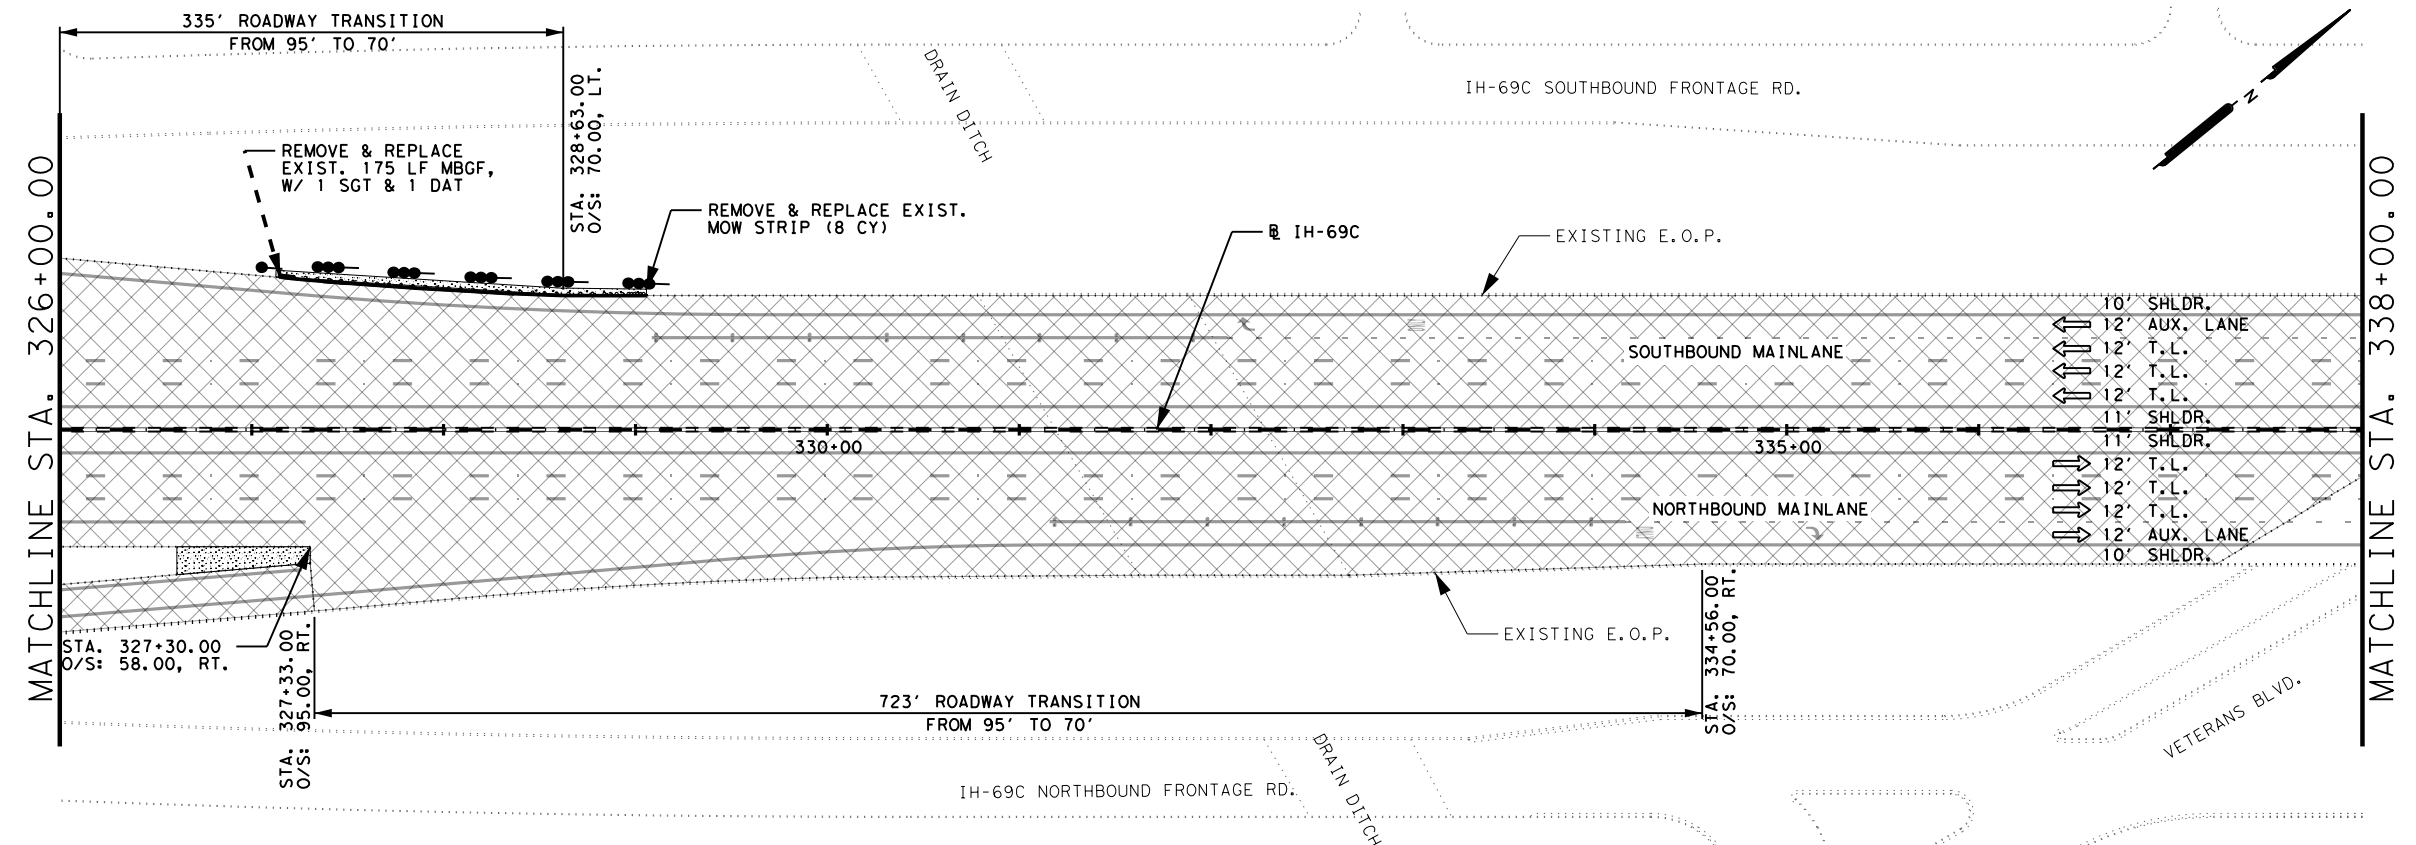 335' ROADWAY TRANSITION
FROM 95' TO 70'
STA. 328+63.00
O/S: 70.00, LT.
DRAIN DITCH
IH-69C SOUTHBOUND FRONTAGE RD.
N
REMOVE & REPLACE
EXIST. 175 LF MBGF,
W/ 1 SGT & 1 DAT
REMOVE & REPLACE EXIST.
MOW STRIP (8 CY)
BL IH-69C
EXISTING E.O.P.
MATCHLINE STA. 326+00.00
MATCHLINE STA. 338+00.00
10' SHLDR.
12' AUX. LANE
SOUTHBOUND MAINLANE
12' T.L.
12' T.L.
12' T.L.
11' SHLDR.
330+00
335+00
11' SHLDR.
12' T.L.
12' T.L.
NORTHBOUND MAINLANE
12' T.L.
12' AUX. LANE
10' SHLDR.
STA. 327+30.00
O/S: 58.00, RT.
STA. 327+33.00
O/S: 95.00, RT.
EXISTING E.O.P.
STA. 334+56.00
O/S: 70.00, RT.
723' ROADWAY TRANSITION
FROM 95' TO 70'
VETERANS BLVD.
IH-69C NORTHBOUND FRONTAGE RD.
DRAIN DITCH